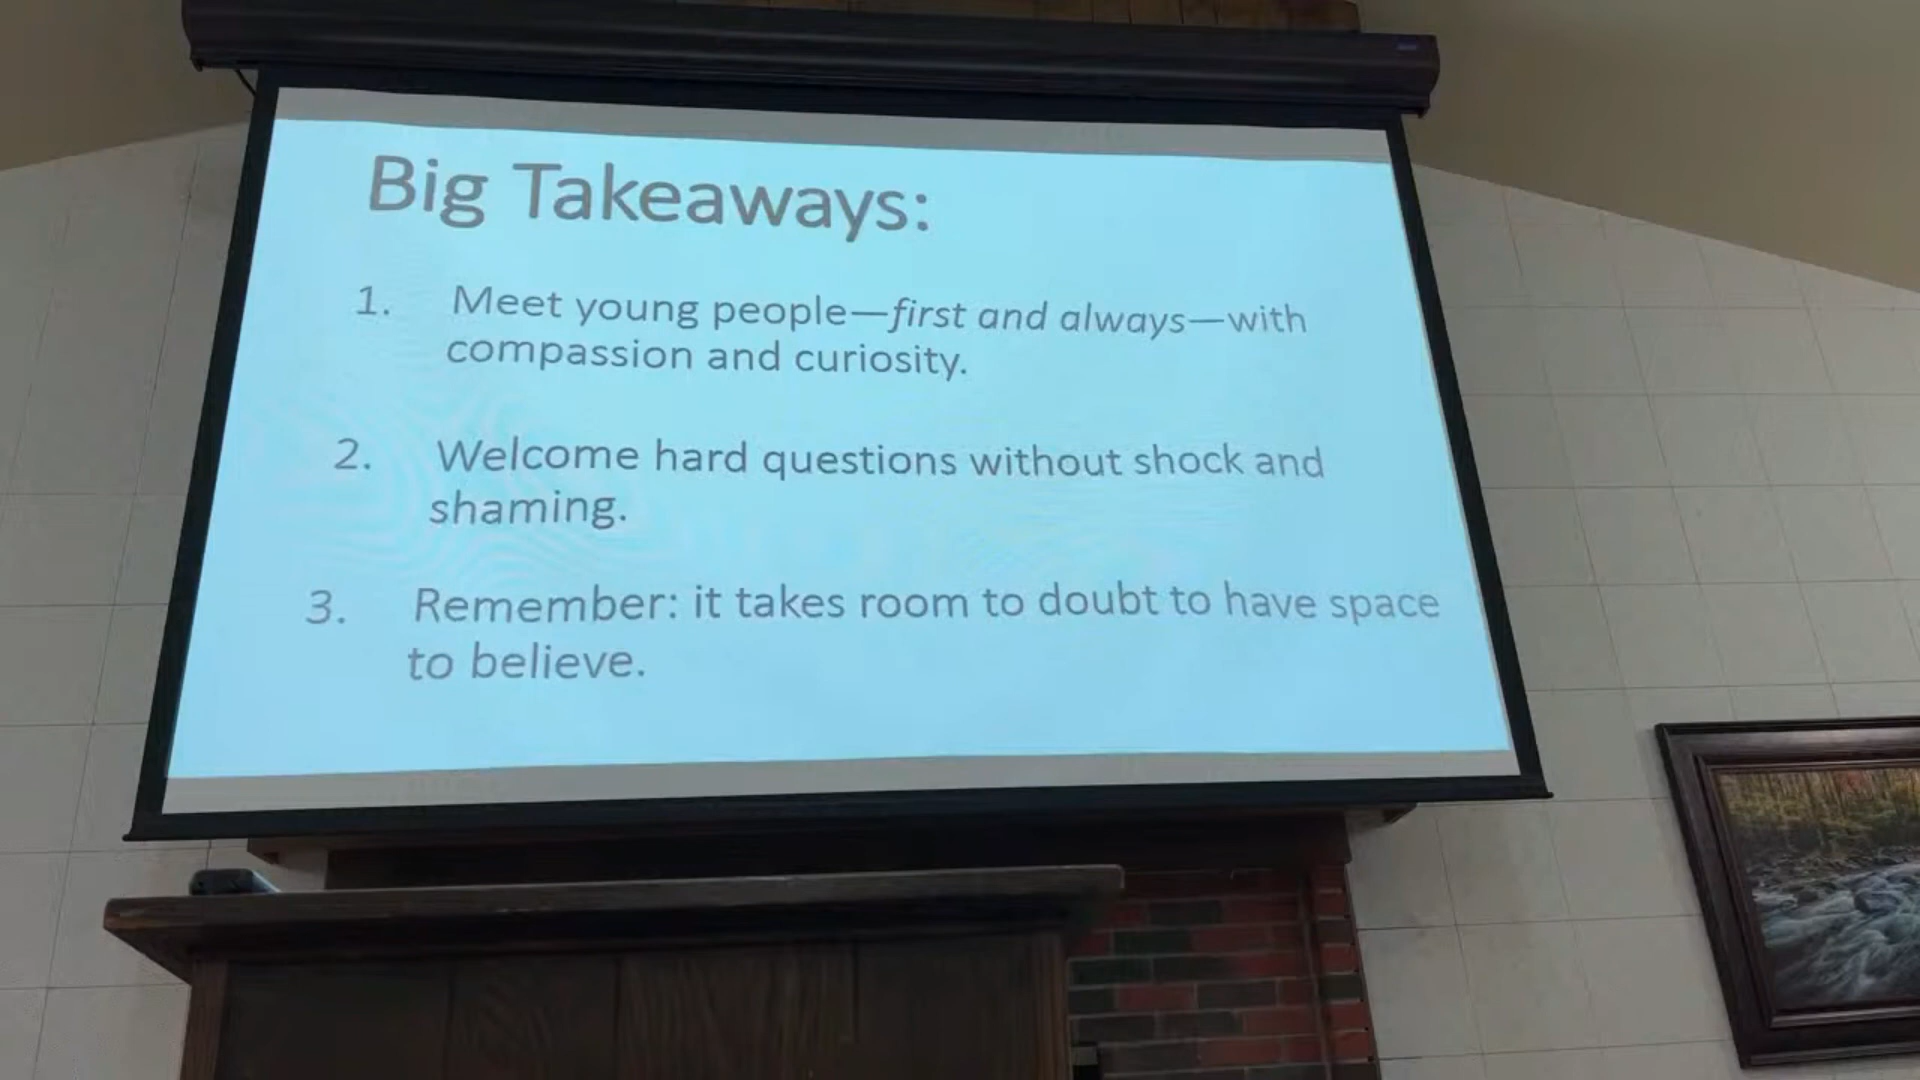 Big Takeaways:
1. Meet young people—first and always—with
compassion and curiosity.
2. Welcome hard questions without shock and
shaming.
3. Remember: it takes room to doubt to have space
to believe.